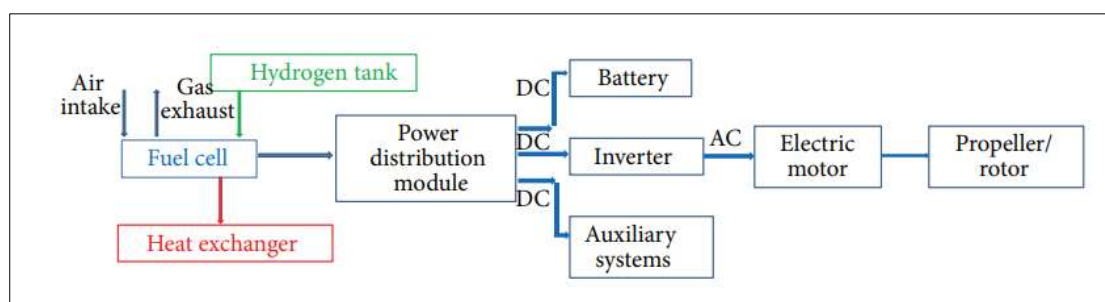 Air
intake
Gas
exhaust
Hydrogen tank
Fuel cell
Heat exchanger
Power
distribution
module
DC
DC
DC
Battery
Inverter
Auxiliary
systems
AC
Electric
motor
Propeller/
rotor